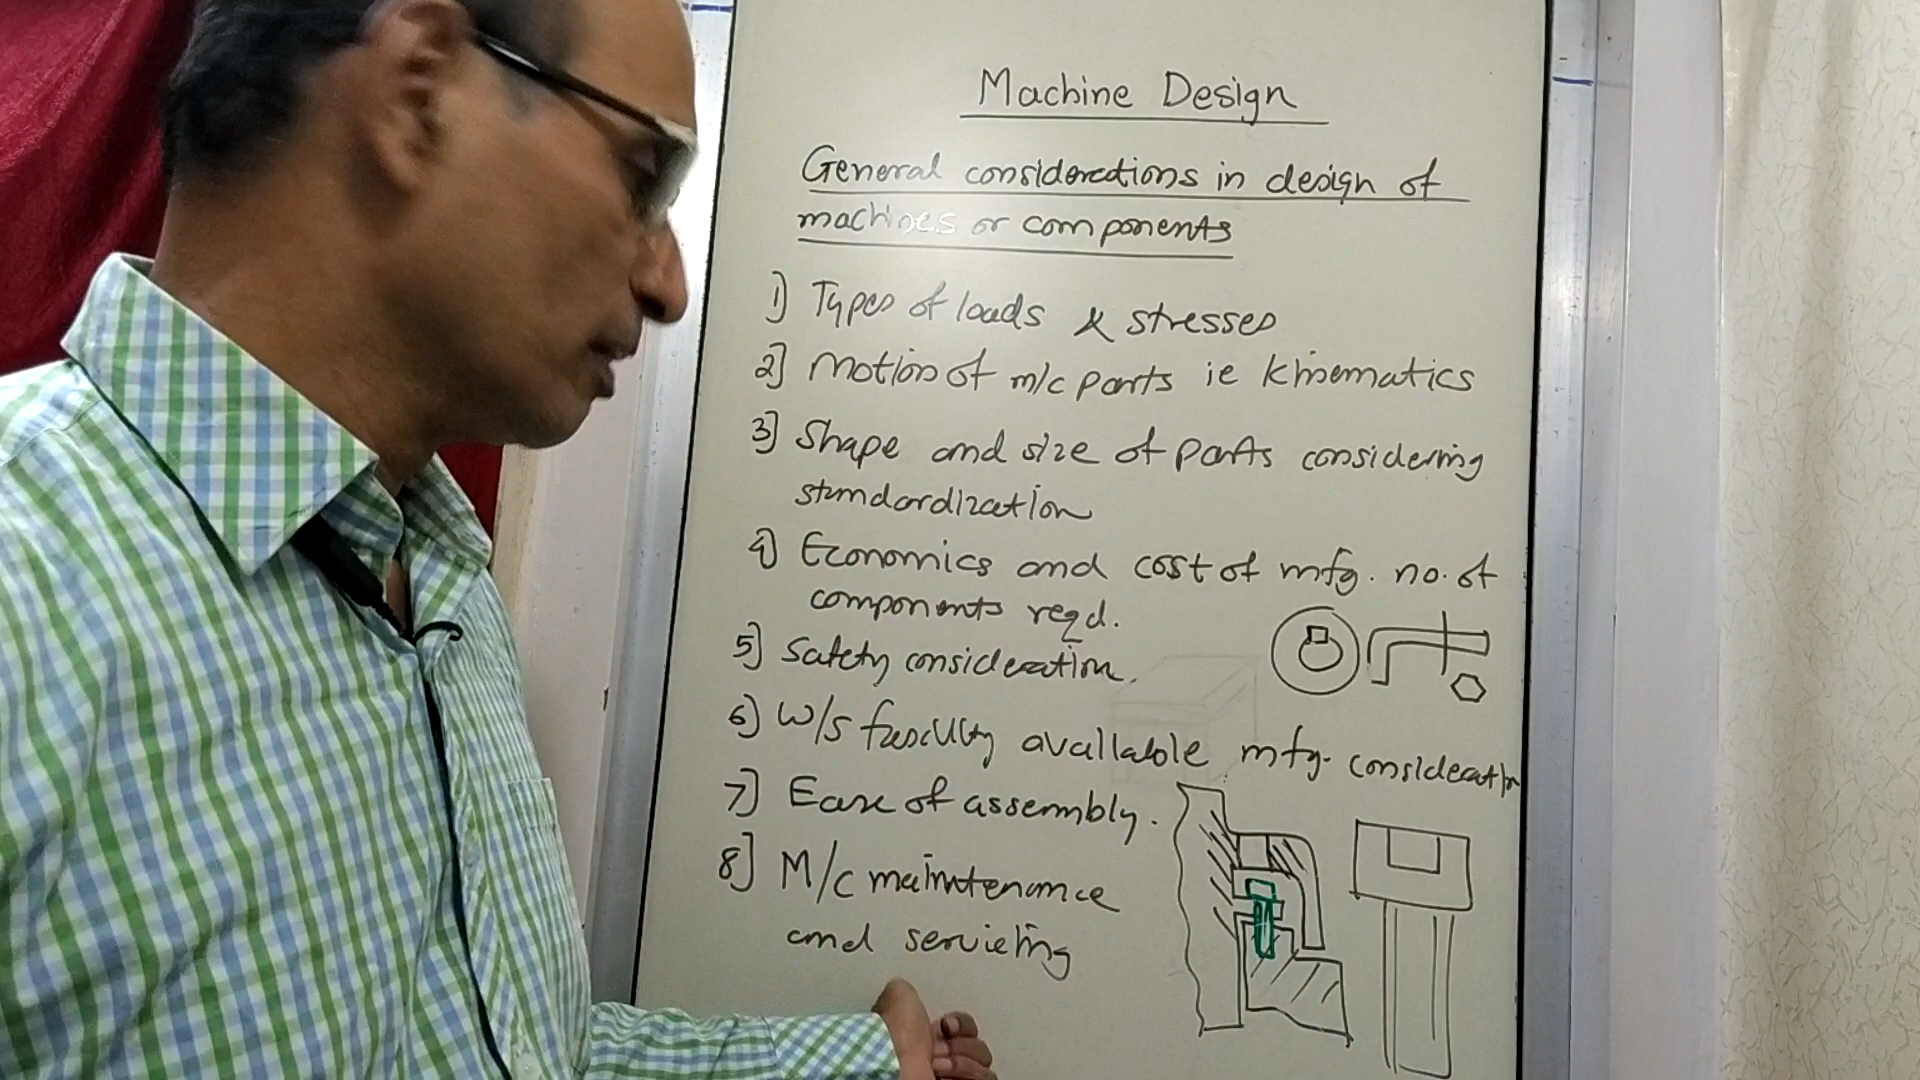 Machine Design
General considerations in design of
machines or components
1) Types of loads & stresses
2] Motion of m/c parts ie kinematics
3] Shape and size of parts considering
standardization
4) Economics and cost of mfg. no. of
components reqd.
5] Safety consideration.
6) W/s facility available mfg. consideration
7] Ease of assembly.
8] M/c maintenance
and servicing